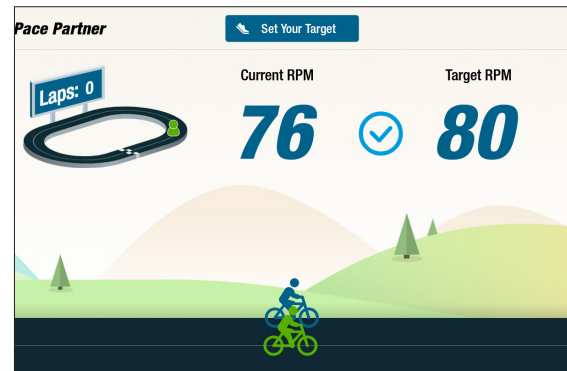 Pace Partner
Set Your Target
Laps: 0
Current RPM
Target RPM
76
80